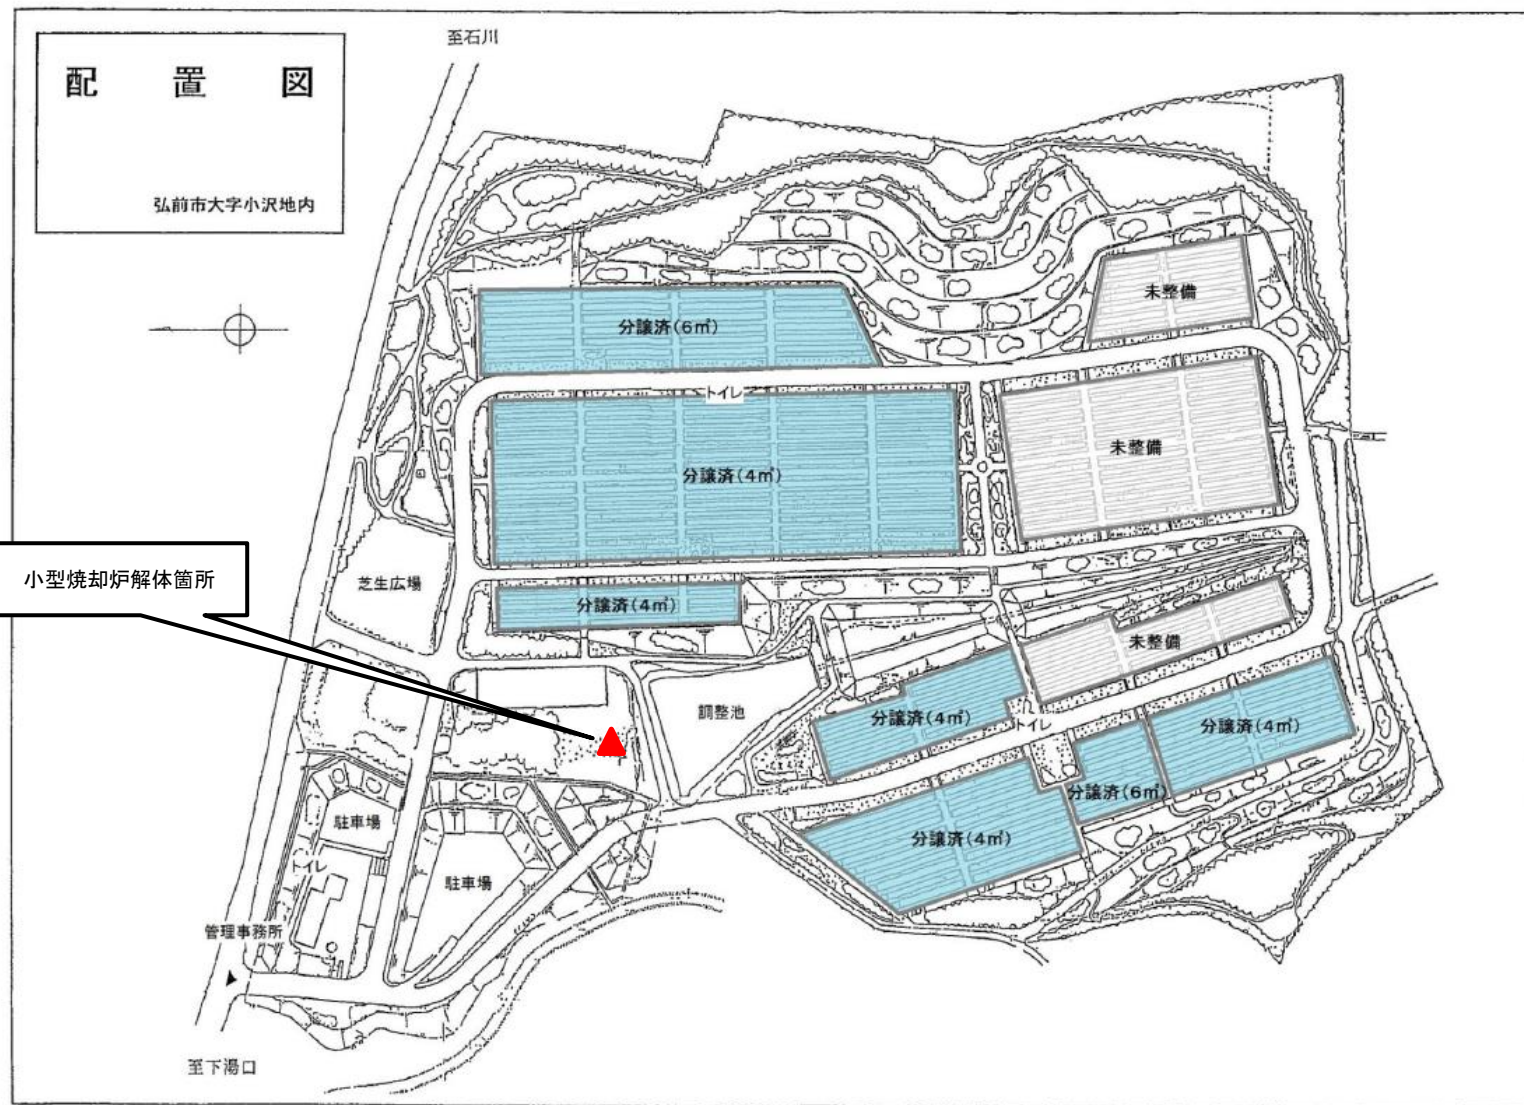 至石川
配置図
弘前市大字小沢地内
未整備
分譲済(6㎡)
トイレ
未整備
分譲済(4㎡)
小型焼却炉解体箇所
芝生広場
分譲済(4㎡)
未整備
調整池
分譲済(4㎡)
トイレ
分譲済(4㎡)
分譲済(6㎡)
駐車場
分譲済(4㎡)
トイレ
駐車場
管理事務所
至下湯口